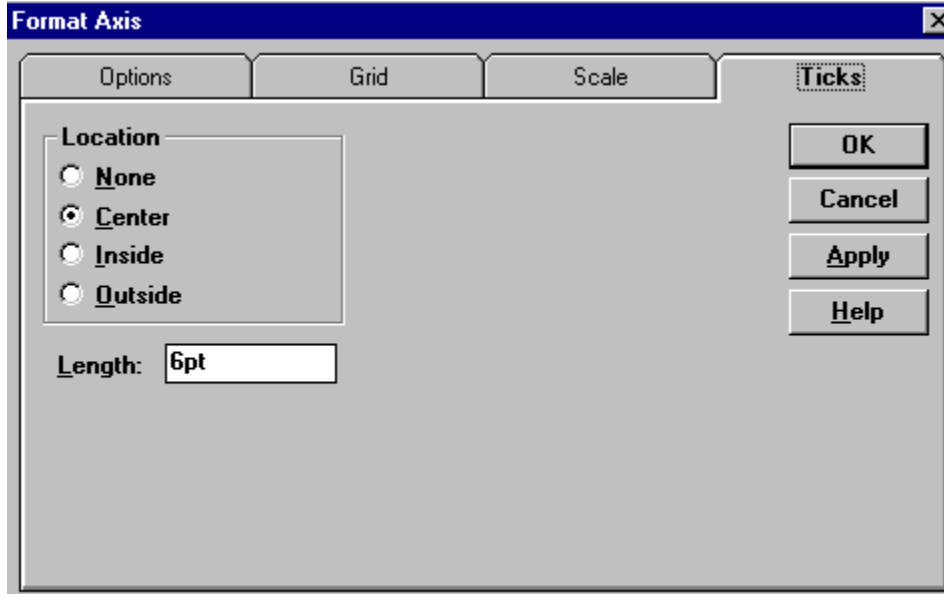 Format Axis
Options Grid Scale Ticks
Location
None
Center
Inside
Outside
Length: 6pt
OK
Cancel
Apply
Help